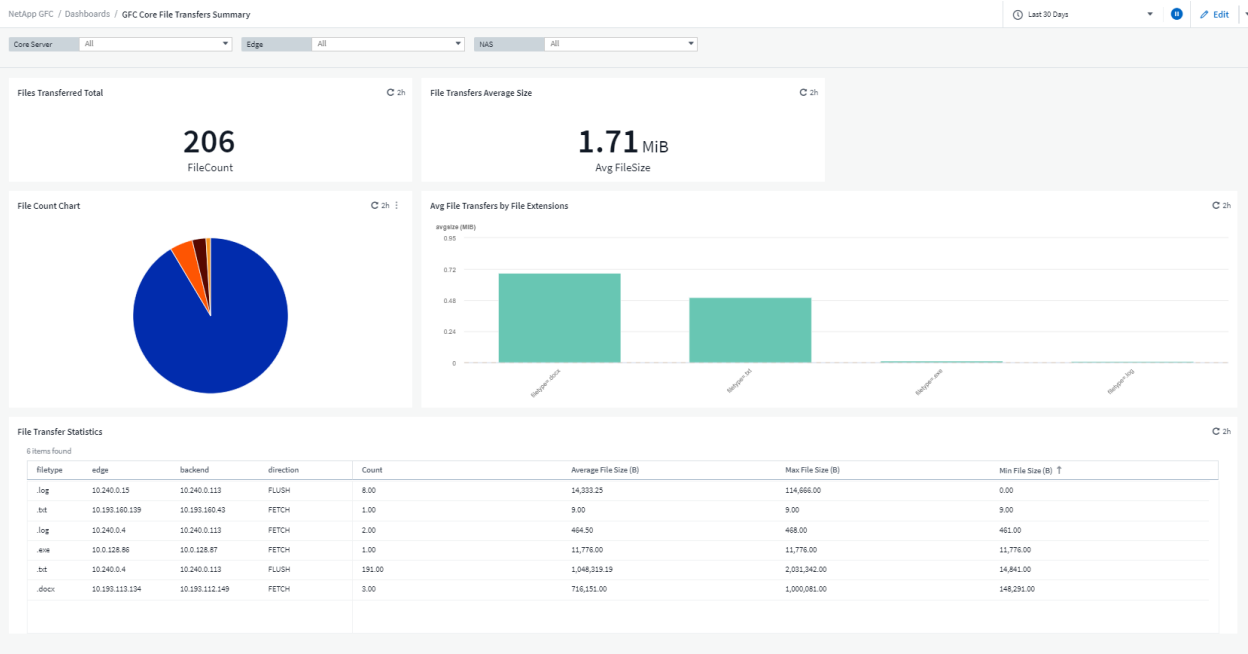 NetApp GFC / Dashboards / GFC Core File Transfers Summary
Last 30 Days
Edit
Core Server All
Edge All
NAS All
Files Transferred Total
2h
206
FileCount
File Transfers Average Size
2h
1.71 MiB
Avg FileSize
File Count Chart
2h
Avg File Transfers by File Extensions
2h
avgsize (MiB)
0.95
0.72
0.48
0.24
0
filetype=.docx
filetype=.txt
filetype=.exe
filetype=.log
File Transfer Statistics
2h
6 items found
filetype edge backend direction Count Average File Size (B) Max File Size (B) Min File Size (B) ↑
.log 10.240.0.15 10.240.0.113 FLUSH 8.00 14,333.25 114,666.00 0.00
.txt 10.193.160.139 10.193.160.43 FETCH 1.00 9.00 9.00 9.00
.log 10.240.0.4 10.240.0.113 FETCH 2.00 464.50 468.00 461.00
.exe 10.0.128.86 10.0.128.87 FETCH 1.00 11,776.00 11,776.00 11,776.00
.txt 10.240.0.4 10.240.0.113 FLUSH 191.00 1,048,319.19 2,031,342.00 14,841.00
.docx 10.193.113.134 10.193.112.149 FETCH 3.00 716,151.00 1,000,081.00 148,291.00